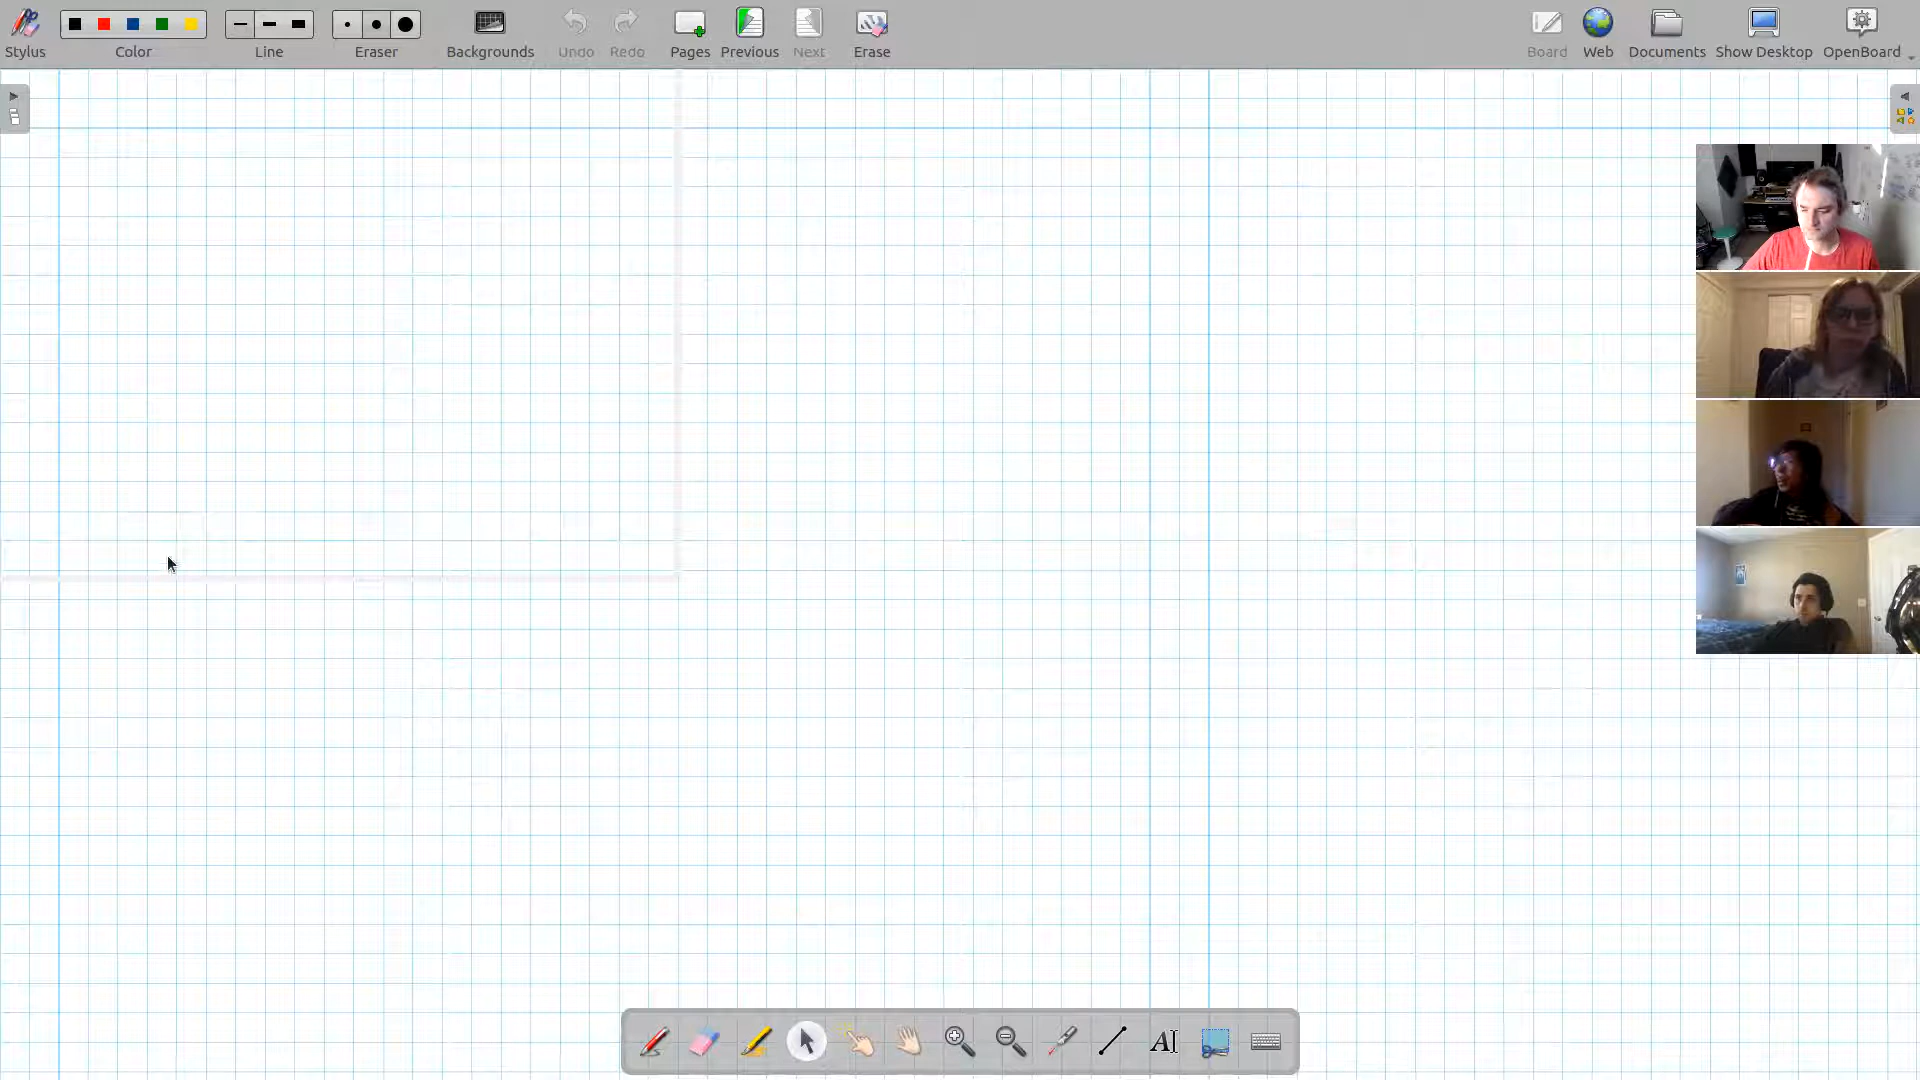 Stylus
Color
Line
Eraser
Backgrounds
Undo
Redo
Pages
Previous
Next
Erase
Board
Web
Documents
Show Desktop
OpenBoard